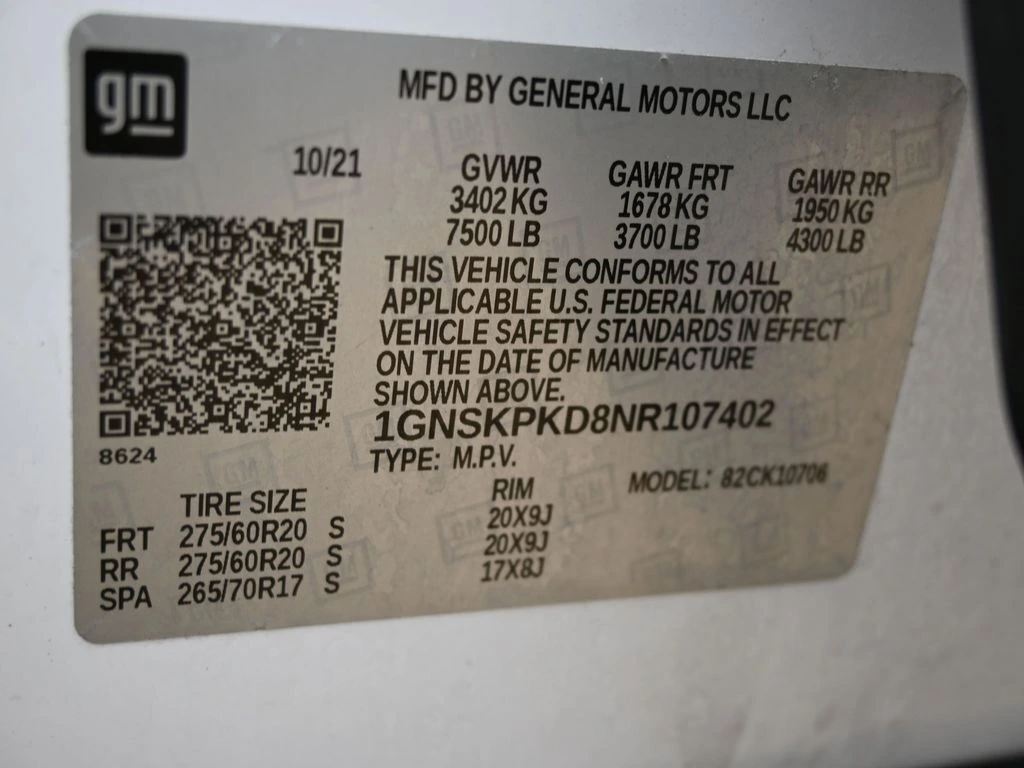 gm
MFD BY GENERAL MOTORS LLC
10/21 GVWR GAWR FRT GAWR RR
3402 KG 1678 KG 1950 KG
7500 LB 3700 LB 4300 LB
THIS VEHICLE CONFORMS TO ALL
APPLICABLE U.S. FEDERAL MOTOR
VEHICLE SAFETY STANDARDS IN EFFECT
ON THE DATE OF MANUFACTURE
SHOWN ABOVE.
1GNSKPKD8NR107402
8624
TYPE: M.P.V. MODEL: 82CK10706
TIRE SIZE RIM
FRT 275/60R20 S 20X9J
RR 275/60R20 S 20X9J
SPA 265/70R17 S 17X8J